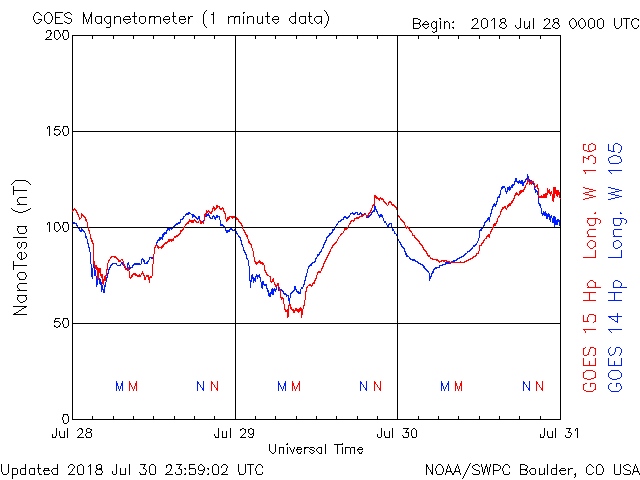 GOES Magnetometer (1 minute data)
Begin: 2018 Jul 28 0000 UTC
200
150
100
50
0
NanoTesla (nT)
M M N N M M N N M M N N
Jul 28 Jul 29 Jul 30 Jul 31
Universal Time
GOES 15 Hp Long. W 136
GOES 14 Hp Long. W 105
Updated 2018 Jul 30 23:59:02 UTC
NOAA/SWPC Boulder, CO USA